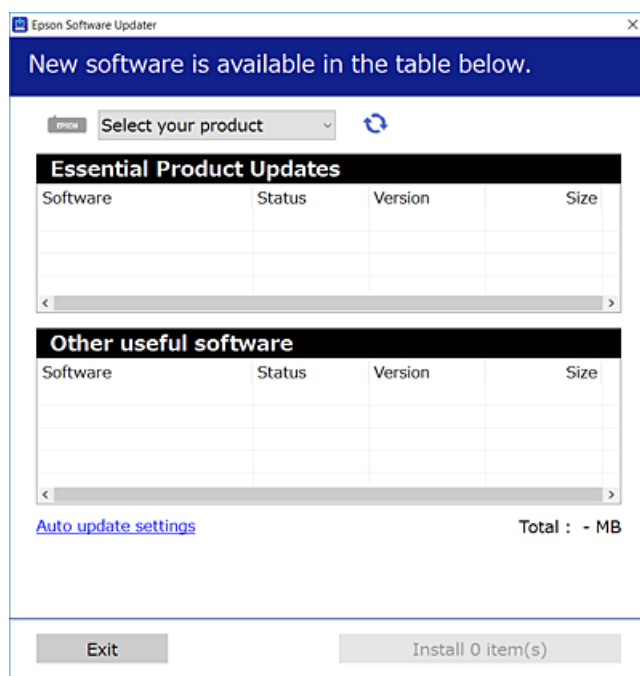 Epson Software Updater
New software is available in the table below.
EPSON Select your product
Essential Product Updates
Software Status Version Size
Other useful software
Software Status Version Size
Auto update settings Total : - MB
Exit Install 0 item(s)